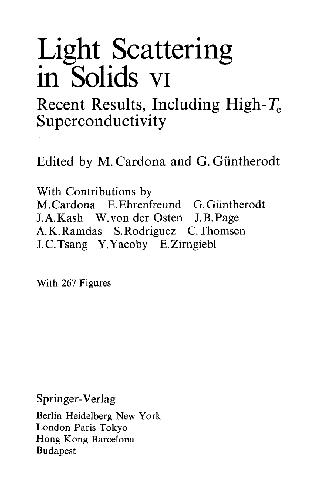 Light Scattering
in Solids VI
Recent Results, Including High-Tc
Superconductivity
Edited by M. Cardona and G. Güntherodt
With Contributions by
M. Cardona E. Ehrenfreund G. Güntherodt
J. A. Kash W. von der Osten J. B. Page
A. K. Ramdas S. Rodriguez C. Thomsen
J. C. Tsang Y. Yacoby E. Zirngiebl
With 267 Figures
Springer-Verlag
Berlin Heidelberg New York
London Paris Tokyo
Hong Kong Barcelona
Budapest